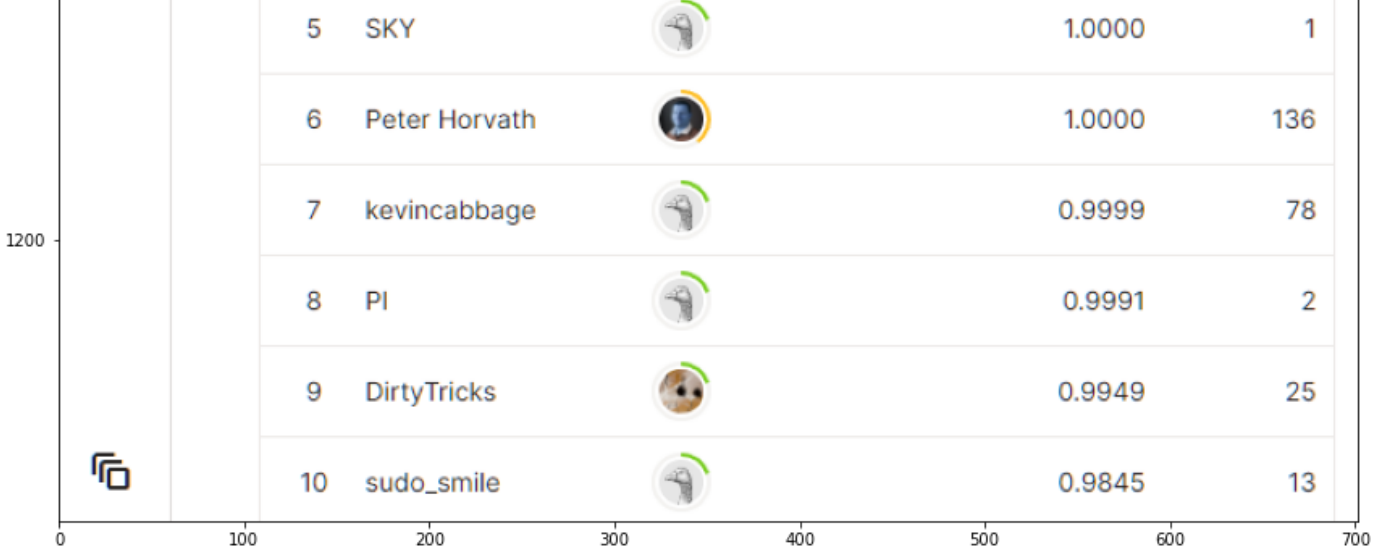 5 SKY 1.0000 1
6 Peter Horvath 1.0000 136
7 kevincabbage 0.9999 78
1200
8 PI 0.9991 2
9 DirtyTricks 0.9949 25
10 sudo_smile 0.9845 13
0 100 200 300 400 500 600 700